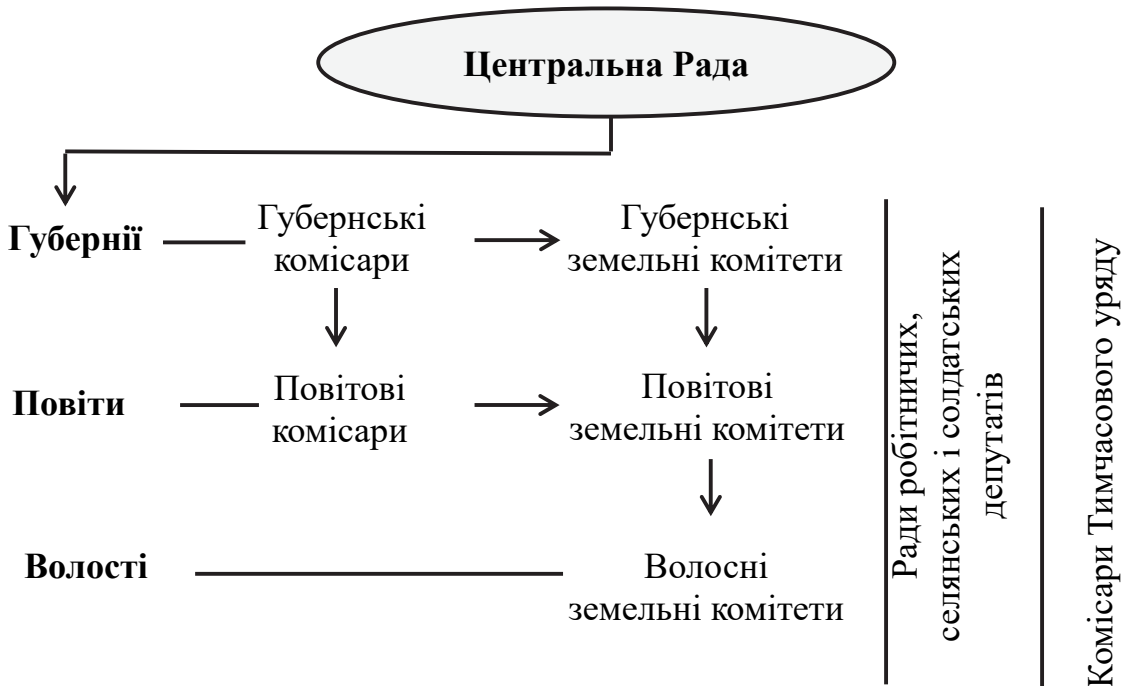 Центральна Рада
Губернії
Губернські
комісари
Губернські
земельні комітети
Повіти
Повітові
комісари
Повітові
земельні комітети
Волості
Волосні
земельні комітети
Ради робітничих,
селянських і солдатських
депутатів
Комісари Тимчасового уряду